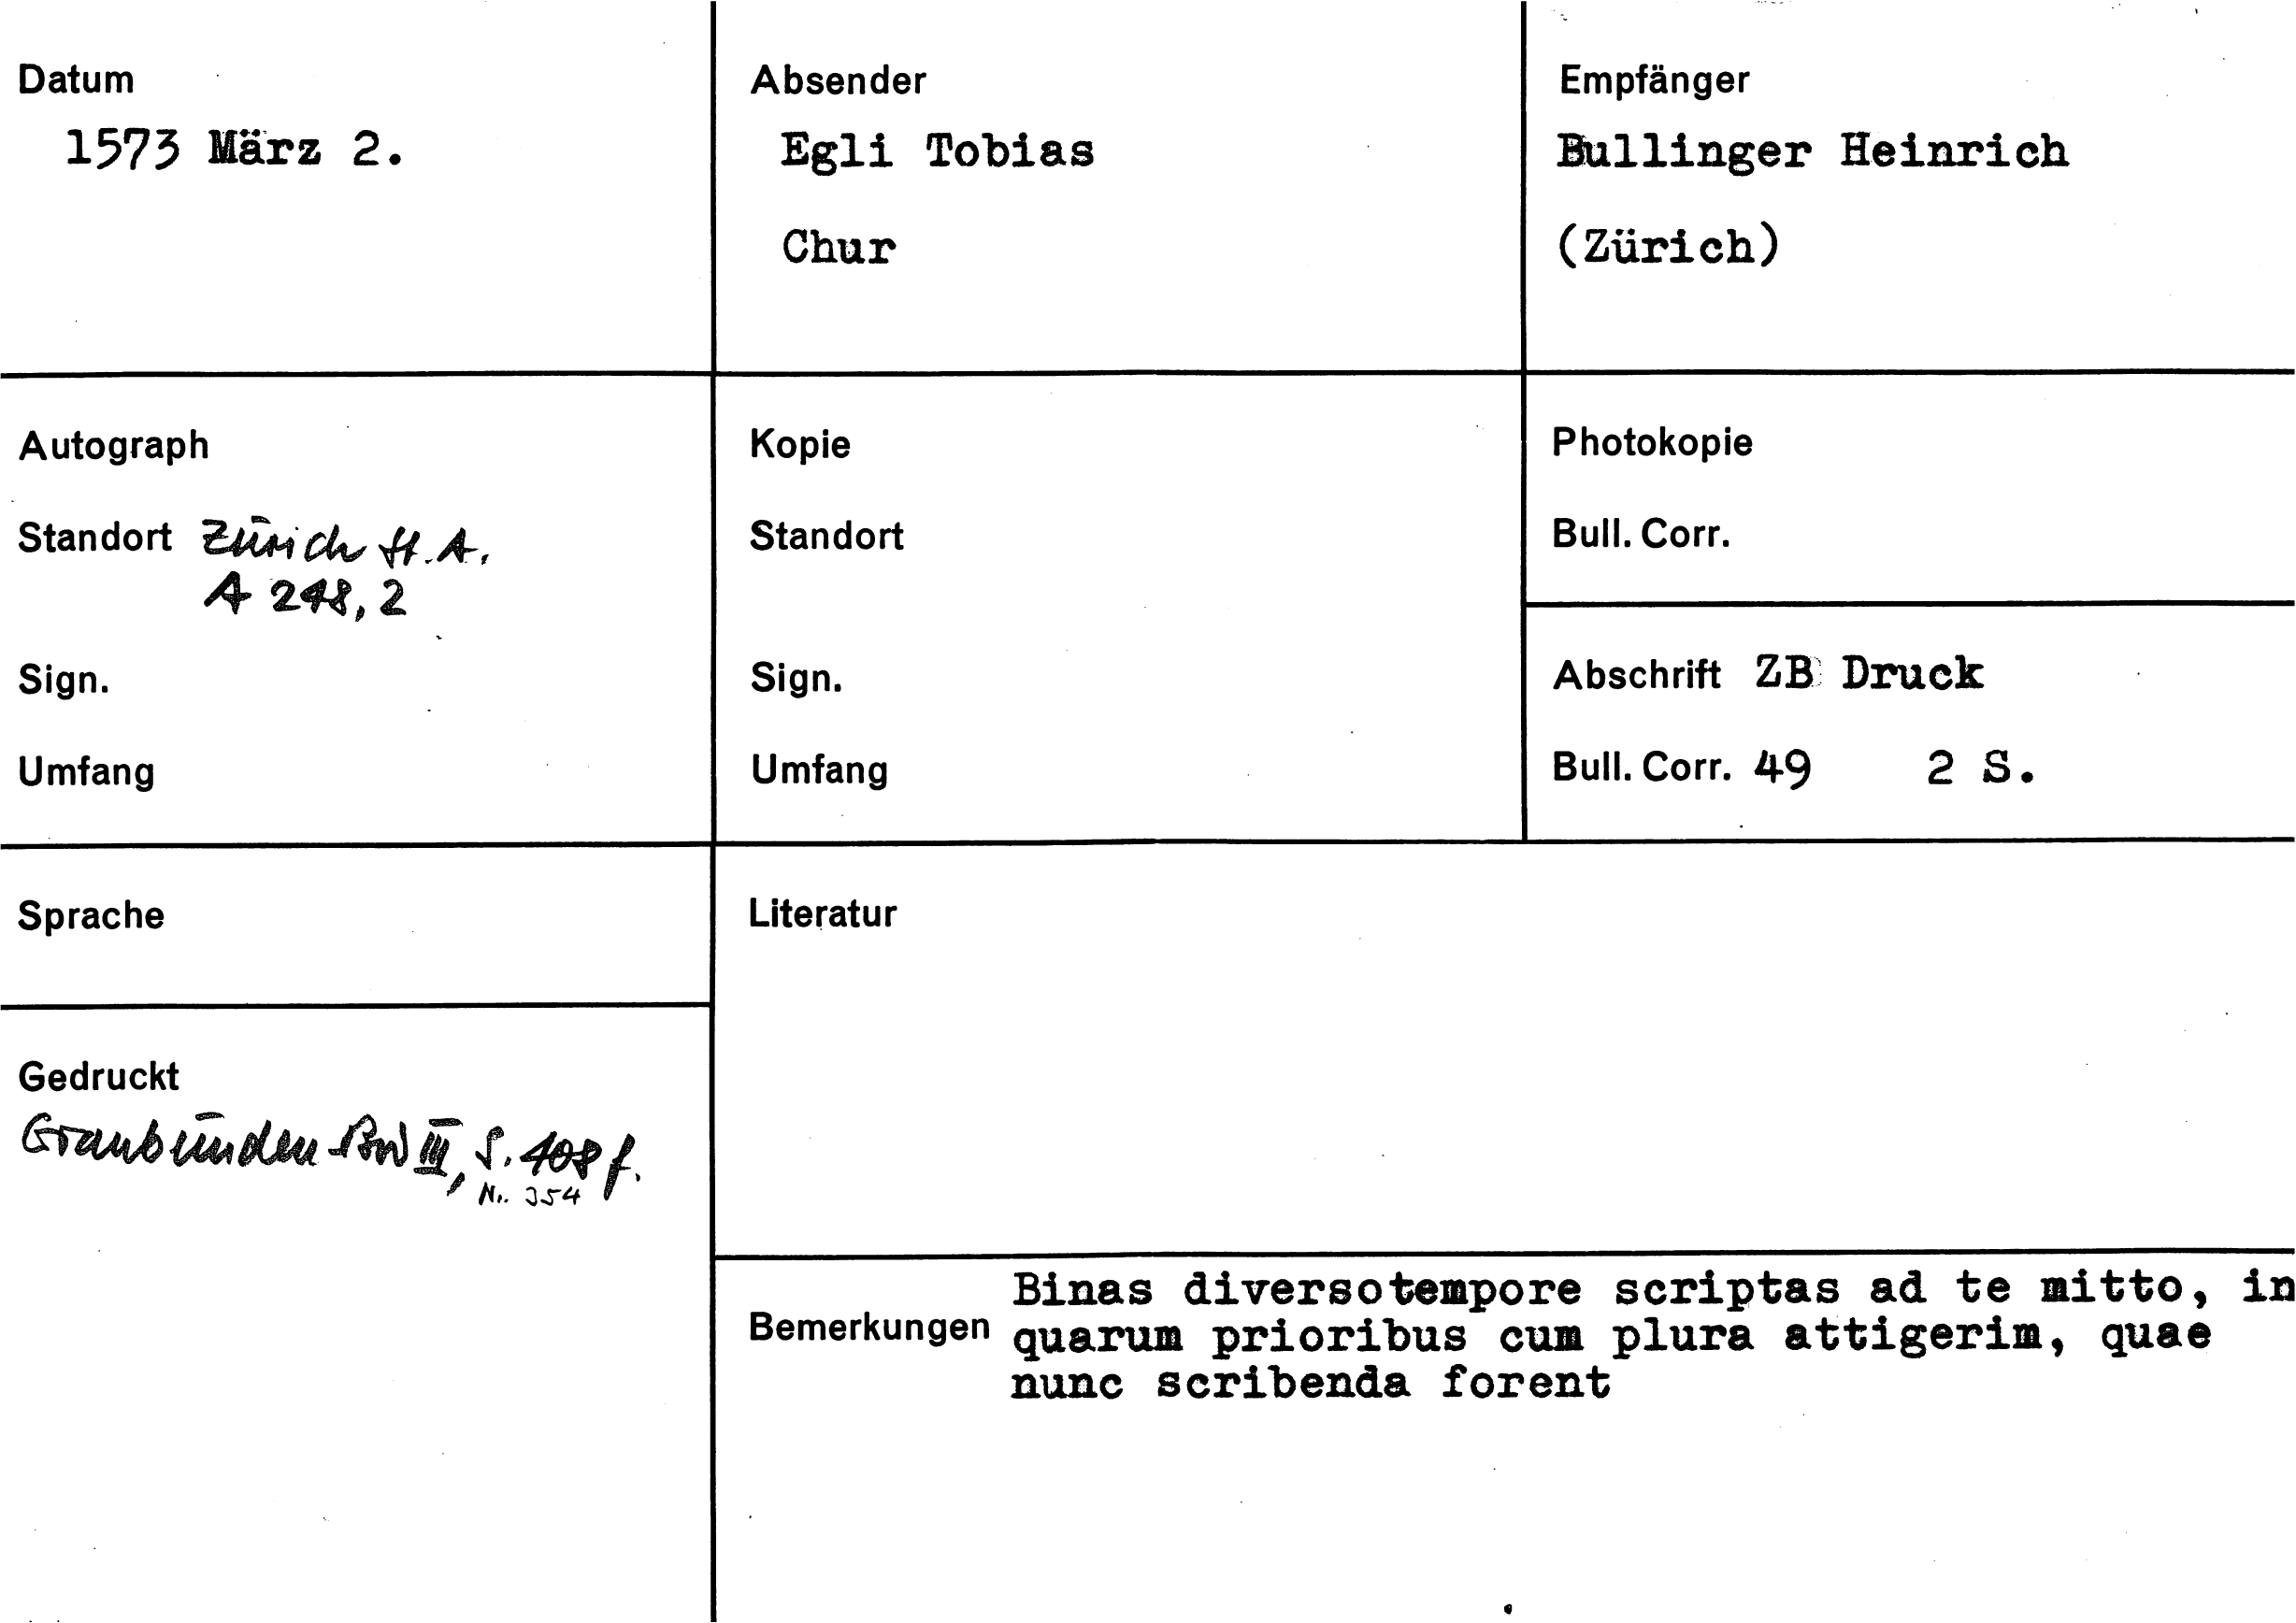 Datum
1573 März 2.
Absender
Egli Tobias
Chur
Empfänger
Bullinger Heinrich
(Zürich)
Autograph
Standort Zürich St.A.
A 248, 2
Sign.
Umfang
Kopie
Standort
Sign.
Umfang
Photokopie
Bull. Corr.
Abschrift ZB Druck
Bull. Corr. 49 2 S.
Sprache
Gedruckt
Graubünden BW III, S. 408 f.
Nr. 354
Literatur
Bemerkungen
Binas diversotempore scriptas ad te mitto, in
quarum prioribus cum plura attigerim, quae
nunc scribenda forent